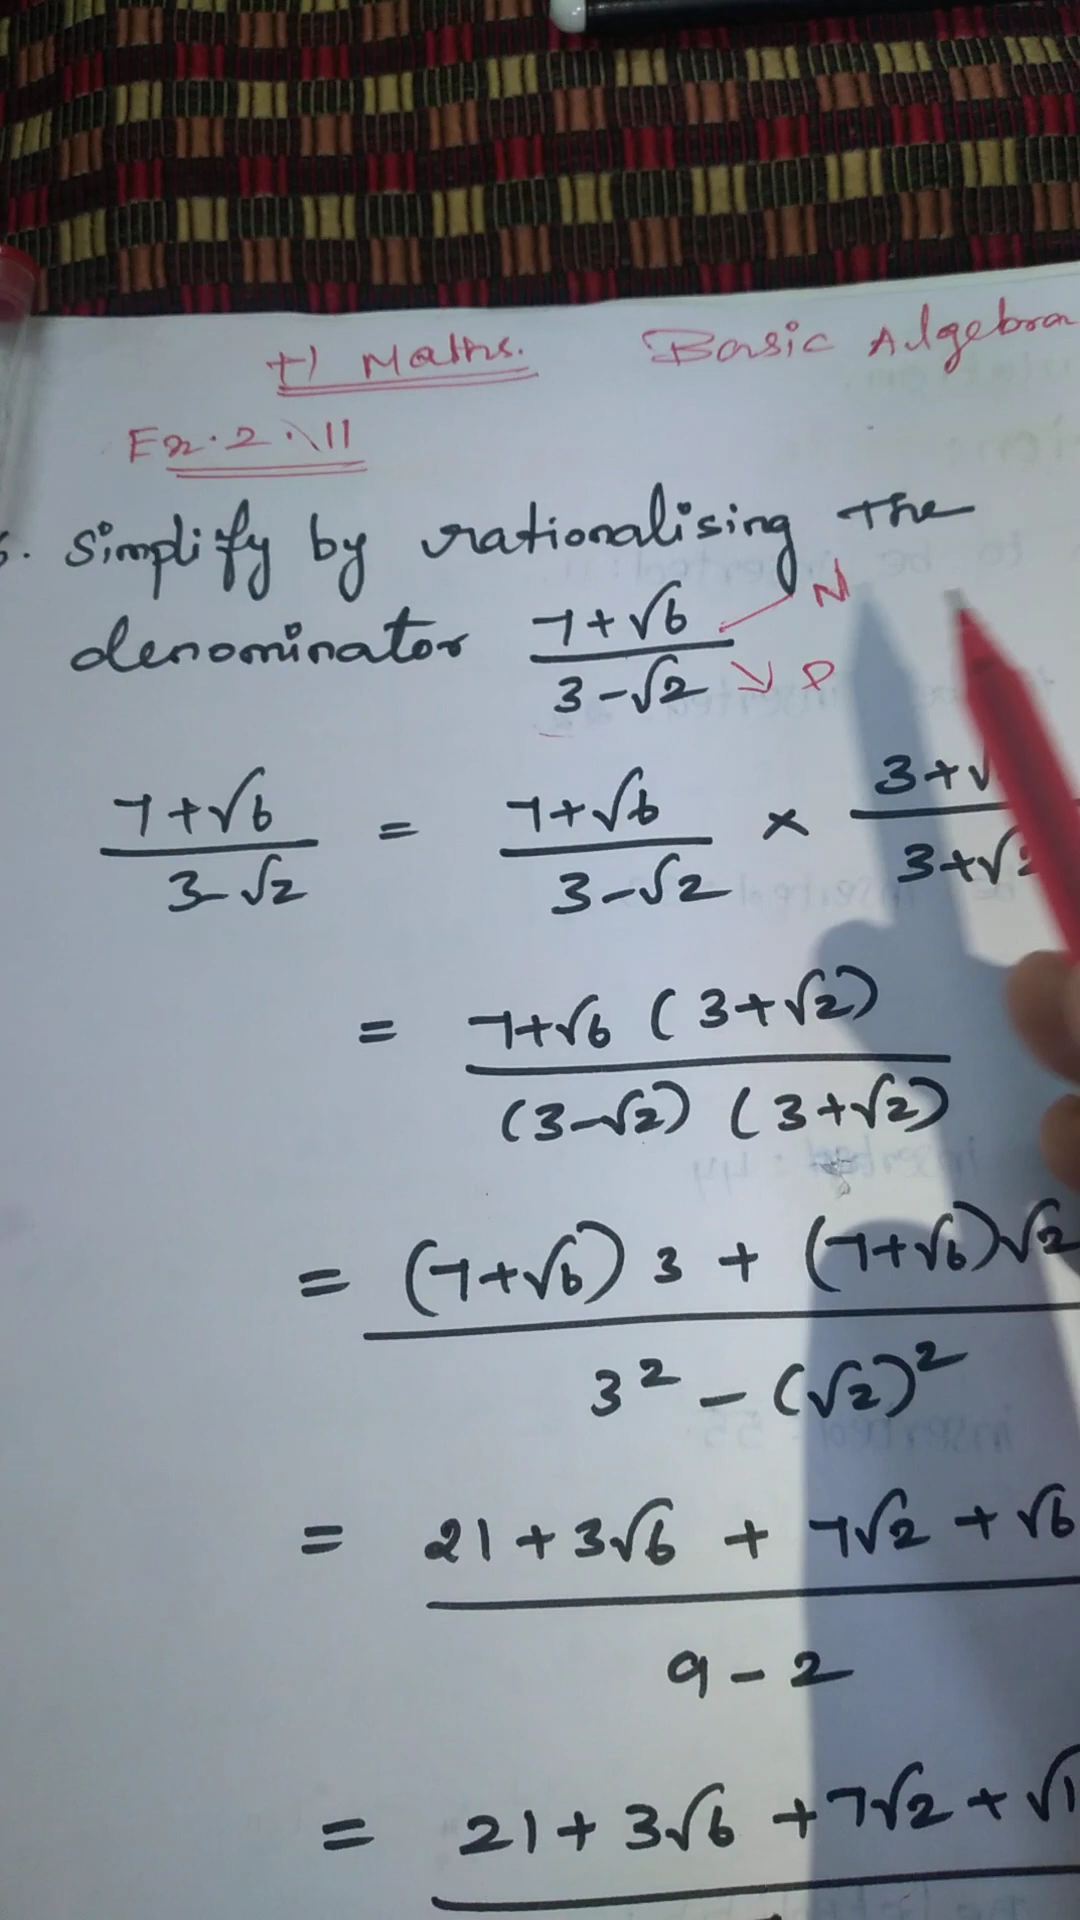 +1 Maths. Basic Algebra
Ex. 2.11
Simplify by rationalising the
denominator 7+√6 / 3-√2 N D
7+√6 / 3-√2 = 7+√6 / 3-√2 × 3+√ / 3+√2
= 7+√6 (3+√2) / (3-√2) (3+√2)
= (7+√6) 3 + (7+√6)√2 / 3² - (√2)²
= 21 + 3√6 + 7√2 + √6 / 9 - 2
= 21 + 3√6 + 7√2 + √1